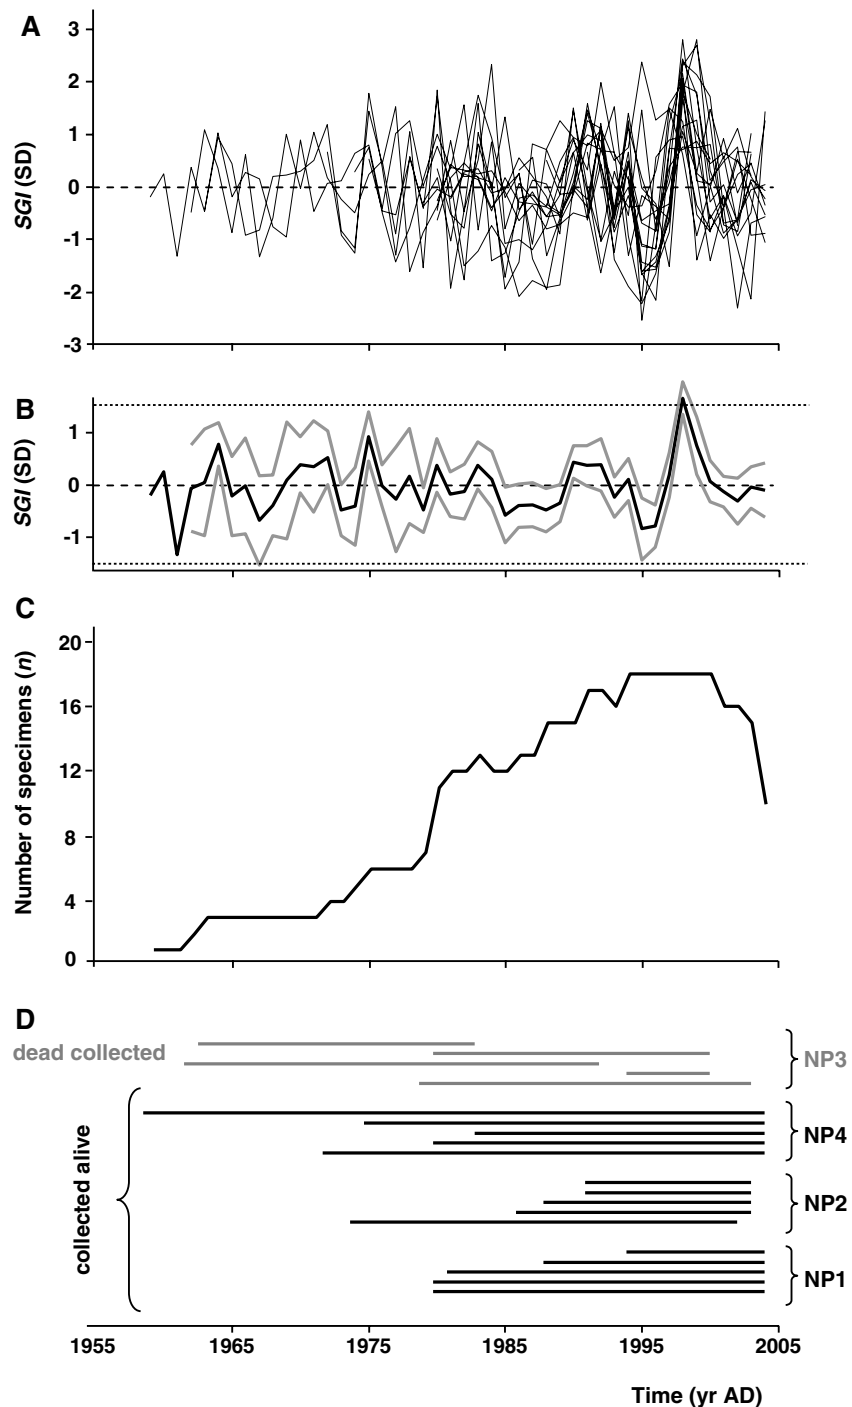 A
3
2
1
0
-1
-2
-3
SGI (SD)
B
1
0
-1
SGI (SD)
C
20
16
12
8
4
0
Number of specimens (n)
D
dead collected
NP3
NP4
collected alive
NP2
NP1
1955 1965 1975 1985 1995 2005
Time (yr AD)